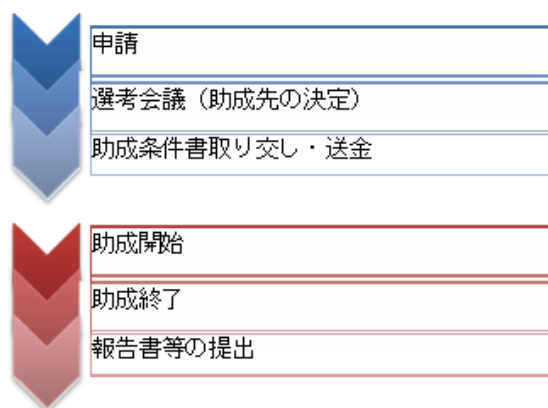 申請
選考会議（助成先の決定）
助成条件書取り交し・送金
助成開始
助成終了
報告書等の提出